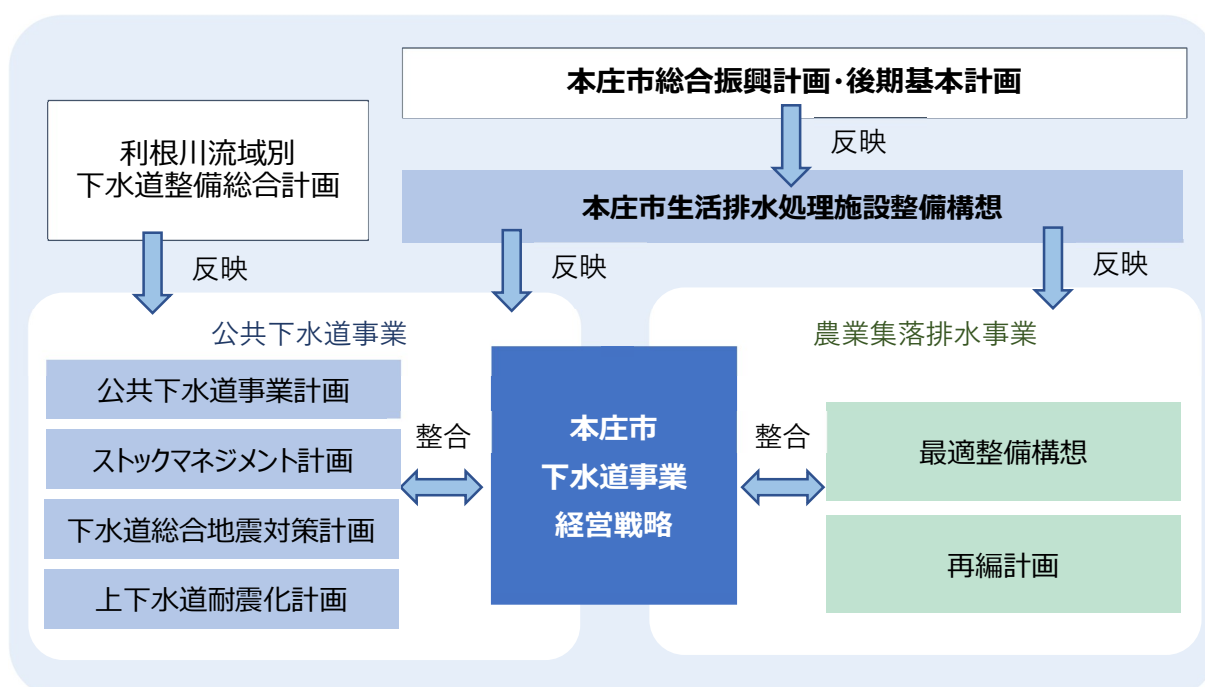 本庄市総合振興計画・後期基本計画
利根川流域別
下水道整備総合計画
反映
本庄市生活排水処理施設整備構想
反映
反映
反映
公共下水道事業
農業集落排水事業
公共下水道事業計画
ストックマネジメント計画
下水道総合地震対策計画
上下水道耐震化計画
整合
本庄市
下水道事業
経営戦略
整合
最適整備構想
再編計画